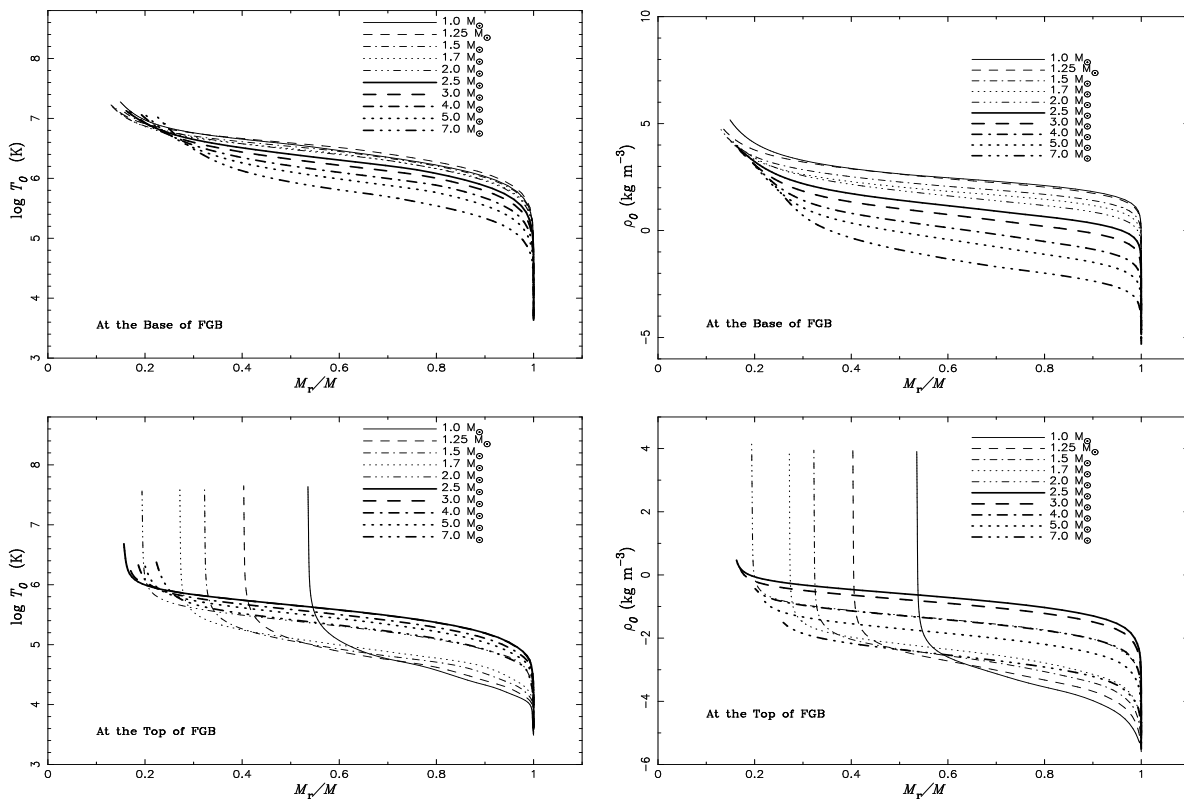 8
7
6
5
4
3
log T₀ (K)
1.0 M⊙
1.25 M⊙
1.5 M⊙
1.7 M⊙
2.0 M⊙
2.5 M⊙
3.0 M⊙
4.0 M⊙
5.0 M⊙
7.0 M⊙
At the Base of FGB
0 0.2 0.4 0.6 0.8 1
Mᵣ/M
10
5
0
-5
ρ₀ (kg m⁻³)
1.0 M⊙
1.25 M⊙
1.5 M⊙
1.7 M⊙
2.0 M⊙
2.5 M⊙
3.0 M⊙
4.0 M⊙
5.0 M⊙
7.0 M⊙
At the Base of FGB
0 0.2 0.4 0.6 0.8 1
Mᵣ/M
8
7
6
5
4
3
log T₀ (K)
1.0 M⊙
1.25 M⊙
1.5 M⊙
1.7 M⊙
2.0 M⊙
2.5 M⊙
3.0 M⊙
4.0 M⊙
5.0 M⊙
7.0 M⊙
At the Top of FGB
0 0.2 0.4 0.6 0.8 1
Mᵣ/M
4
2
0
-2
-4
-6
ρ₀ (kg m⁻³)
1.0 M⊙
1.25 M⊙
1.5 M⊙
1.7 M⊙
2.0 M⊙
2.5 M⊙
3.0 M⊙
4.0 M⊙
5.0 M⊙
7.0 M⊙
At the Top of FGB
0 0.2 0.4 0.6 0.8 1
Mᵣ/M